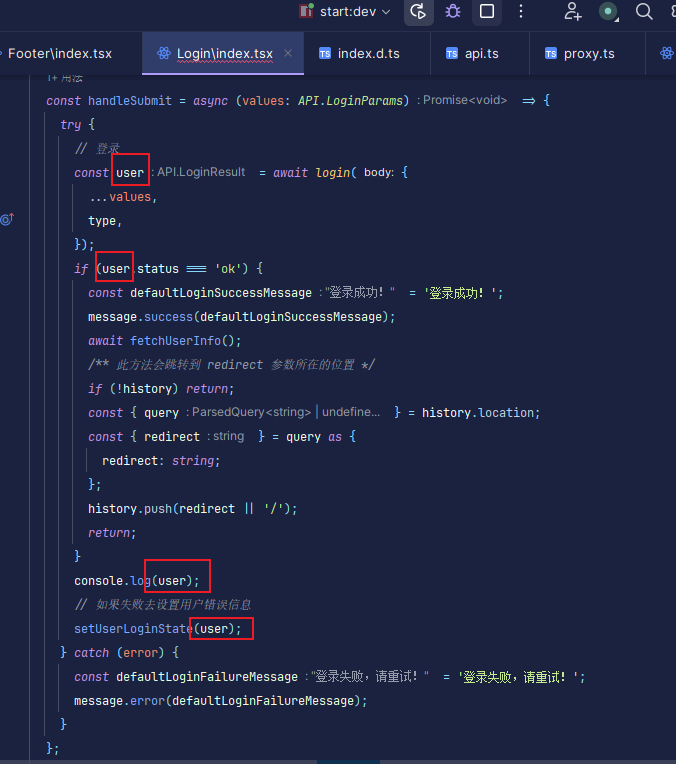 start:dev
Footer\index.tsx Login\index.tsx × index.d.ts api.ts proxy.ts
1+ 用法
const handleSubmit = async (values: API.LoginParams) : Promise<void> => {
try {
// 登录
const user : API.LoginResult = await login( body: {
...values,
type,
});
if (user.status === 'ok') {
const defaultLoginSuccessMessage : "登录成功！" = '登录成功！';
message.success(defaultLoginSuccessMessage);
await fetchUserInfo();
/** 此方法会跳转到 redirect 参数所在的位置 */
if (!history) return;
const { query : ParsedQuery<string> | undefine... } = history.location;
const { redirect : string } = query as {
redirect: string;
};
history.push(redirect || '/');
return;
}
console.log(user);
// 如果失败去设置用户错误信息
setUserLoginState(user);
} catch (error) {
const defaultLoginFailureMessage : "登录失败，请重试！" = '登录失败，请重试！';
message.error(defaultLoginFailureMessage);
}
};